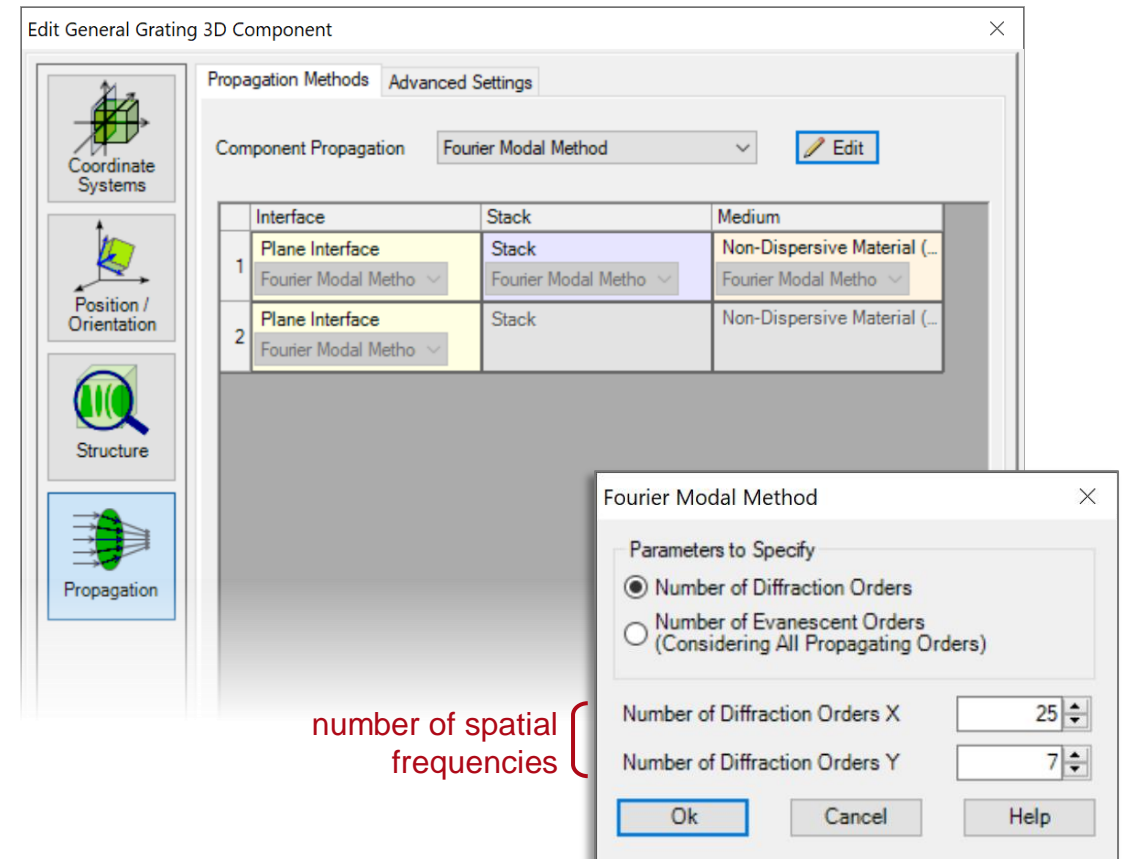 Edit General Grating 3D Component
Propagation Methods Advanced Settings
Coordinate
Systems
Component Propagation Fourier Modal Method Edit
Interface Stack Medium
1 Plane Interface Stack Non-Dispersive Material (...
Fourier Modal Metho Fourier Modal Metho Fourier Modal Metho
Position /
Orientation
2 Plane Interface Stack Non-Dispersive Material (...
Fourier Modal Metho
Structure
Propagation
Fourier Modal Method
Parameters to Specify
Number of Diffraction Orders
Number of Evanescent Orders
(Considering All Propagating Orders)
number of spatial
frequencies
Number of Diffraction Orders X 25
Number of Diffraction Orders Y 7
Ok Cancel Help